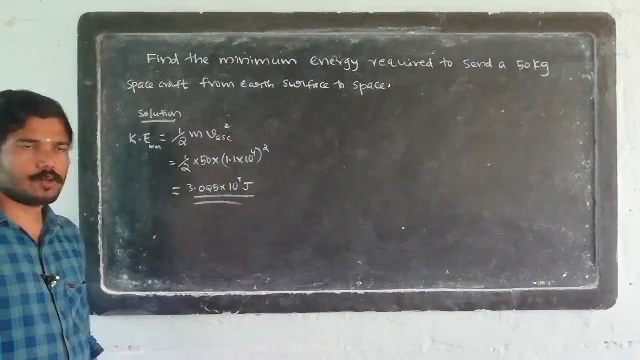 Find the minimum energy required to send a 50kg
space craft from earth surface to space.
Solution
K.E = 1/2 m v²esc
= 1/2 × 50 × (1.1×10⁴)²
= 3.025×10⁹ J